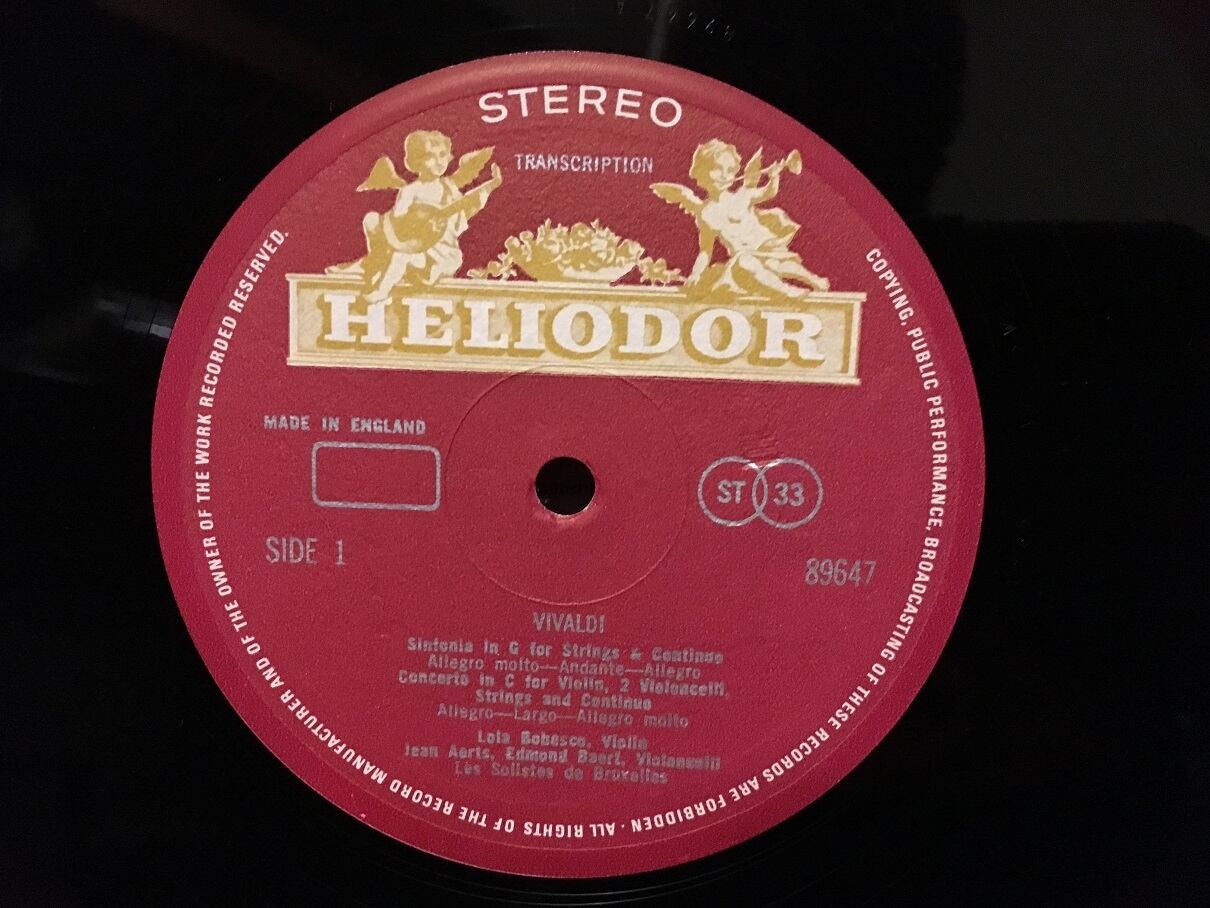 STEREO
TRANSCRIPTION
HELIODOR
MADE IN ENGLAND
ST 33
SIDE 1
89647
VIVALDI
Sinfonia in G for Strings & Continuo
Allegro molto—Andante—Allegro
Concerto in C for Violin, 2 Violoncelli,
Strings and Continuo
Allegro—Largo—Allegro molto
Lola Bobesco, Violin
Jean Aerts, Edmond Baert, Violoncelli
Les Solistes de Bruxelles
COPYING, PUBLIC PERFORMANCE, BROADCASTING OF THESE RECORDS ARE FORBIDDEN · ALL RIGHTS OF THE RECORD MANUFACTURER AND OF THE OWNER OF THE WORK RECORDED RESERVED.